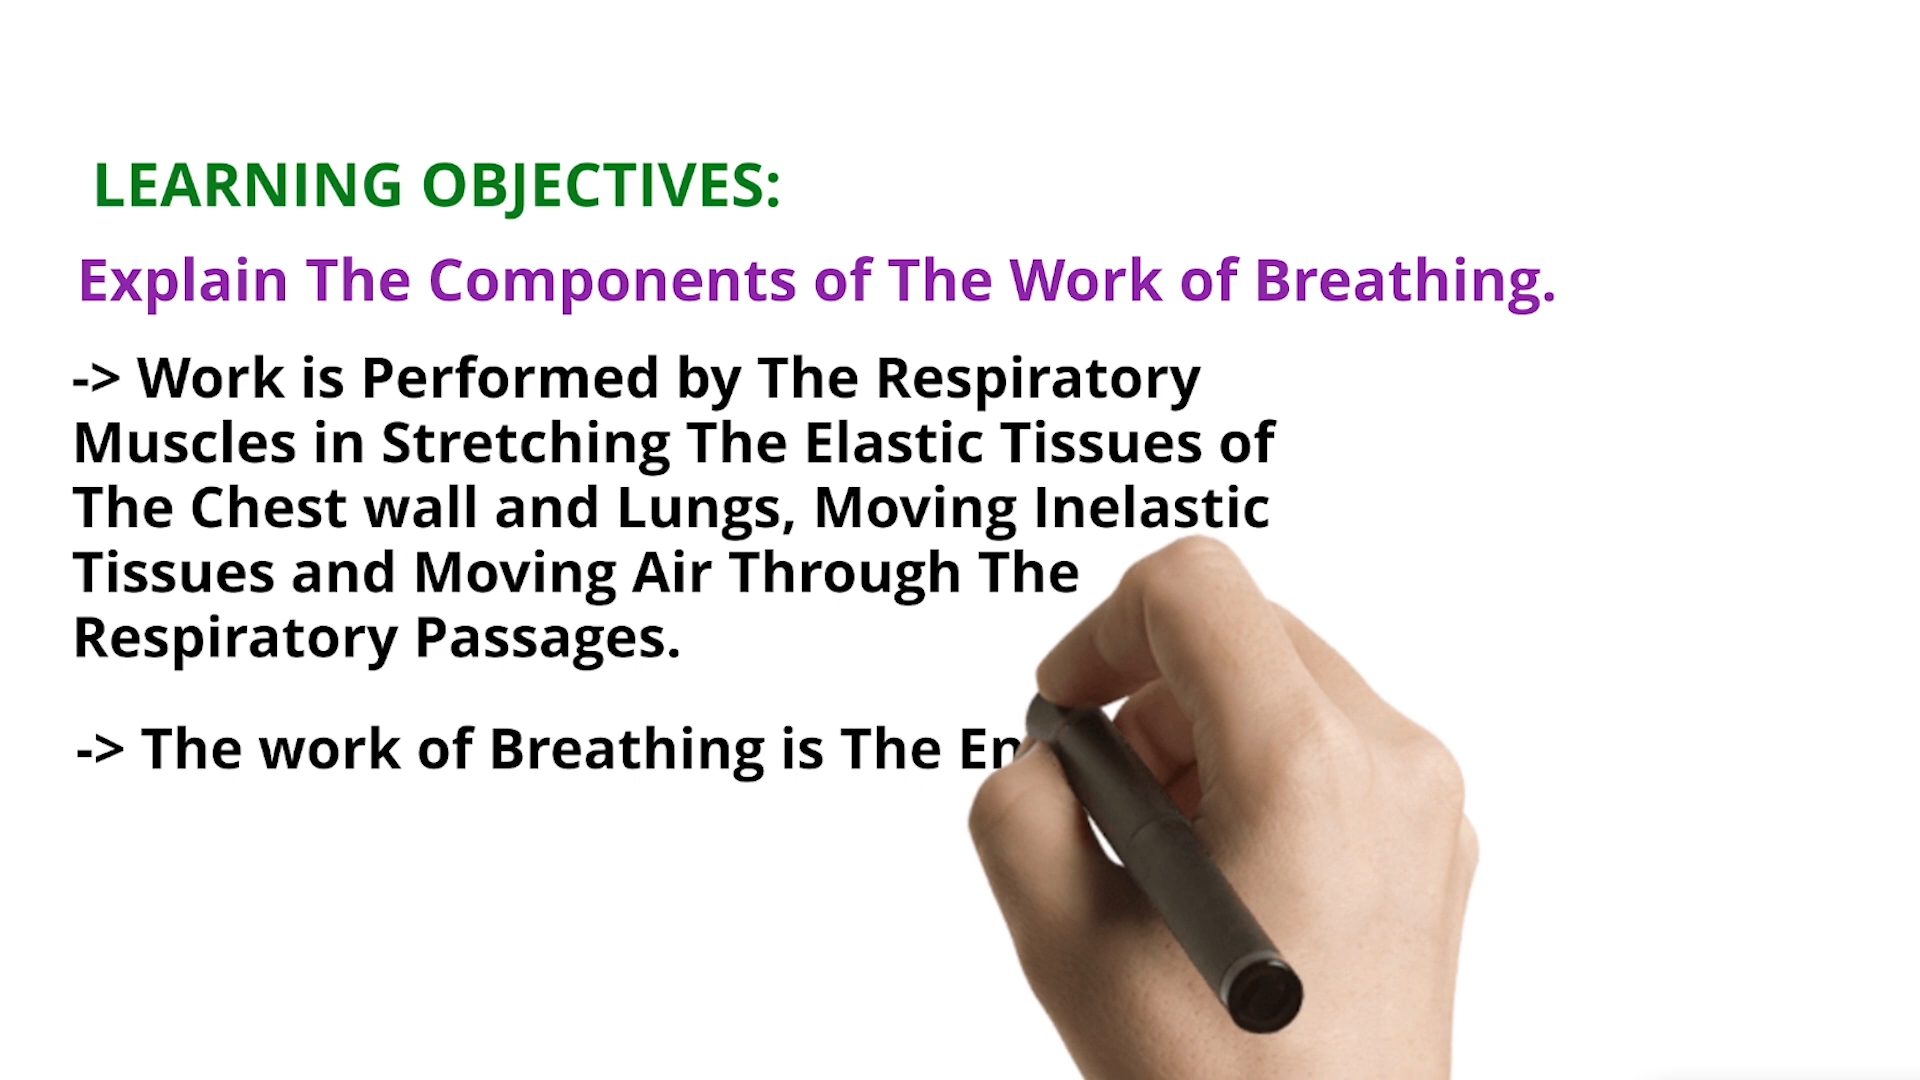 LEARNING OBJECTIVES:
Explain The Components of The Work of Breathing.
-> Work is Performed by The Respiratory
Muscles in Stretching The Elastic Tissues of
The Chest wall and Lungs, Moving Inelastic
Tissues and Moving Air Through The
Respiratory Passages.
-> The work of Breathing is The En